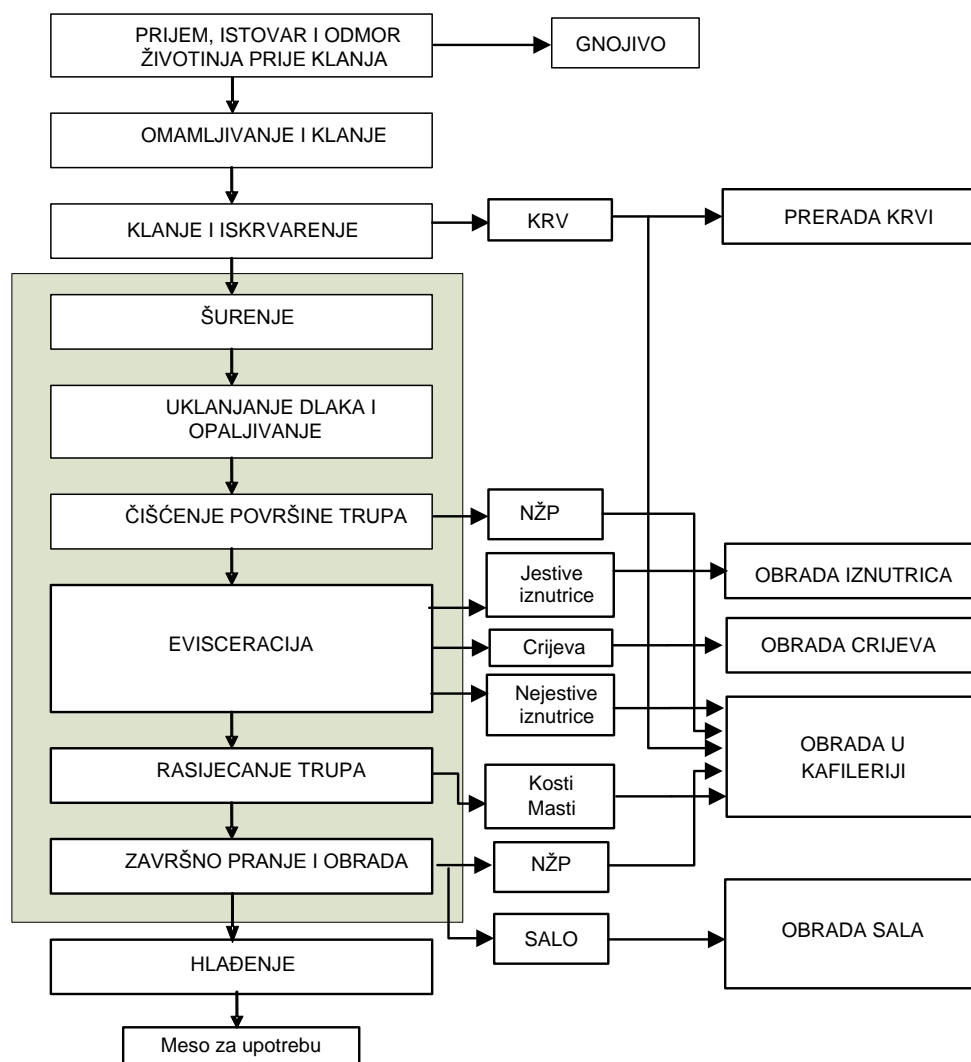 PRIJEM, ISTOVAR I ODMOR
ŽIVOTINJA PRIJE KLANJA
GNOJIVO
OMAMLJIVANJE I KLANJE
KLANJE I ISKRVARENJE
KRV
PRERADA KRVI
ŠURENJE
UKLANJANJE DLAKA I
OPALJIVANJE
ČIŠĆENJE POVRŠINE TRUPA
NŽP
EVISCERACIJA
Jestive
iznutrice
OBRADA IZNUTRICA
Crijeva
OBRADA CRIJEVA
Nejestive
iznutrice
OBRADA U
KAFILERIJI
RASIJECANJE TRUPA
Kosti
Masti
ZAVRŠNO PRANJE I OBRADA
NŽP
SALO
OBRADA SALA
HLAĐENJE
Meso za upotrebu